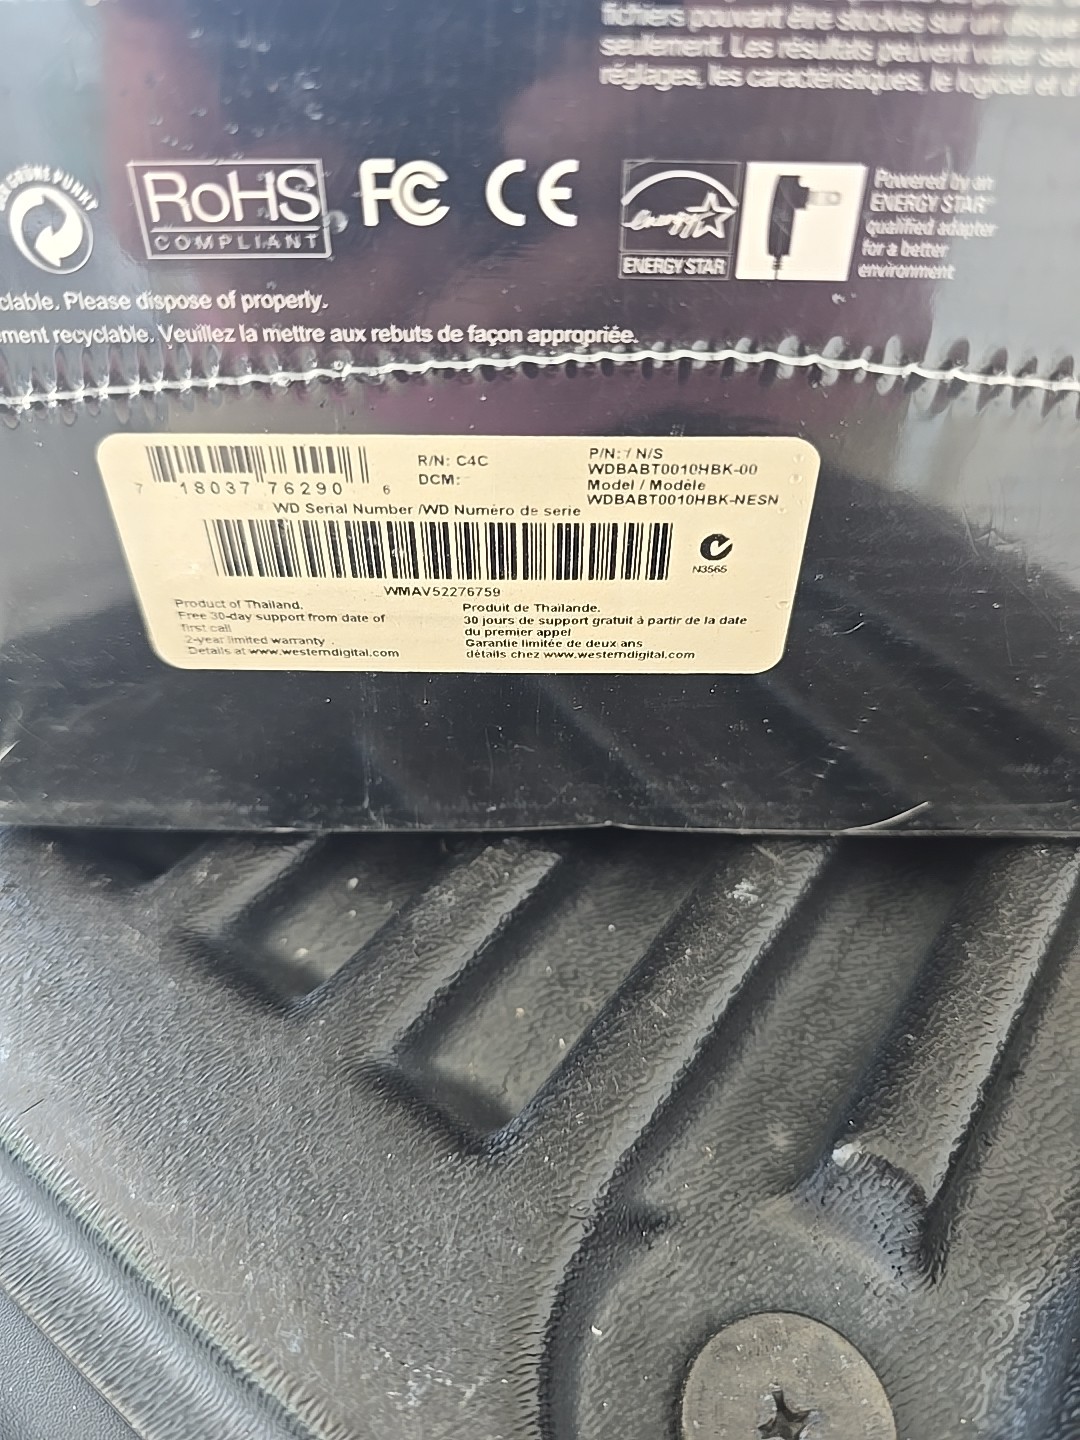 fichiers pouvant être stockés sur un
seulement. Les résultats peuvent varier
réglages, les caractéristiques, le logiciel et
GRÜNE PUNKT
RoHS
COMPLIANT
FC CE
energy
ENERGY STAR
Powered by an
ENERGY STAR
qualified adapter
for a better
environment
clable. Please dispose of properly.
ment recyclable. Veuillez la mettre aux rebuts de façon appropriée.
7 18037 76290 6
R/N: C4C
DCM:
P/N: / N/S
WDBABT0010HBK-00
Model / Modèle
WDBABT0010HBK-NESN
WD Serial Number /WD Numéro de serie
N3565
WMAV52276759
Product of Thailand.
Free 30-day support from date of
first call
2-year limited warranty
Details at www.westerndigital.com
Produit de Thailande.
30 jours de support gratuit à partir de la date
du premier appel
Garantie limitée de deux ans
détails chez www.westerndigital.com